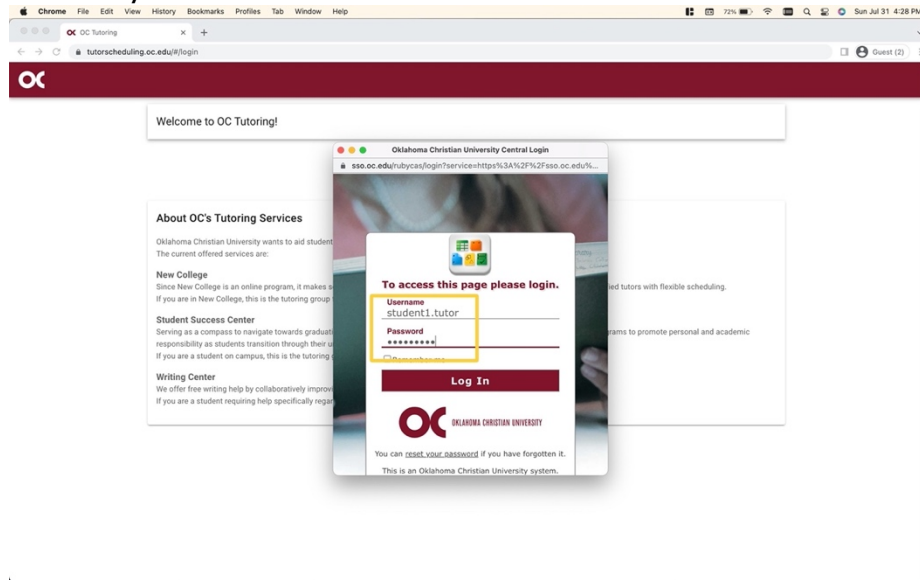 Chrome File Edit View History Bookmarks Profiles Tab Window Help 72% Sun Jul 31 4:28 PM
OC OC Tutoring
tutorscheduling.oc.edu/#/login Guest (2)
OC
Welcome to OC Tutoring!
Oklahoma Christian University Central Login
sso.oc.edu/rubycas/login?service=https%3A%2F%2Fsso.oc.edu%...
About OC's Tutoring Services
Oklahoma Christian University wants to aid student
The current offered services are:
New College
Since New College is an online program, it makes s ied tutors with flexible scheduling.
If you are in New College, this is the tutoring group
Student Success Center
Serving as a compass to navigate towards graduati rams to promote personal and academic
responsibility as students transition through their u
If you are a student on campus, this is the tutoring
Writing Center
We offer free writing help by collaboratively improvi
If you are a student requiring help specifically regar
To access this page please login.
Username
student1.tutor
Password
•••••••••
Remember me
Log In
OC OKLAHOMA CHRISTIAN UNIVERSITY
You can reset your password if you have forgotten it.
This is an Oklahoma Christian University system.